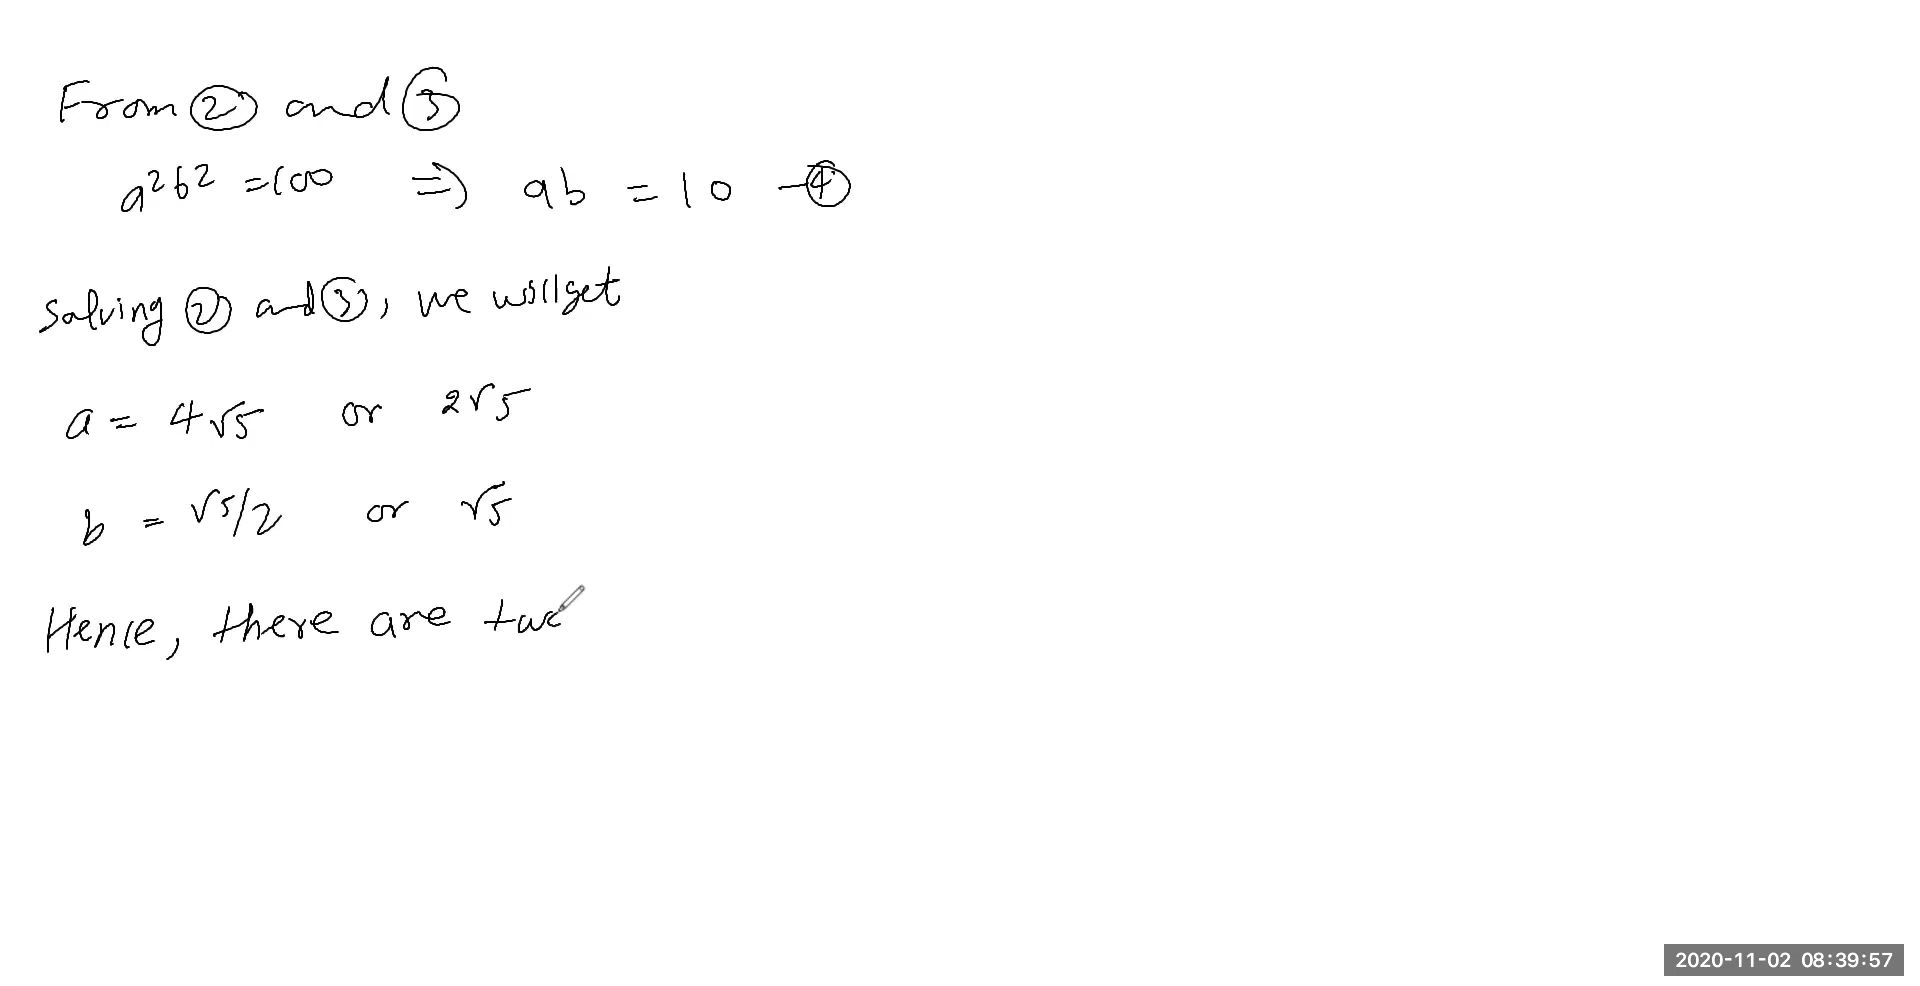 From ② and ③
a²b² = 100 ⇒ ab = 10 - ④
Solving ② and ③, we will get
a = 4√5 or 2√5
b = √5/2 or √5
Hence, there are two
2020-11-02 08:39:57